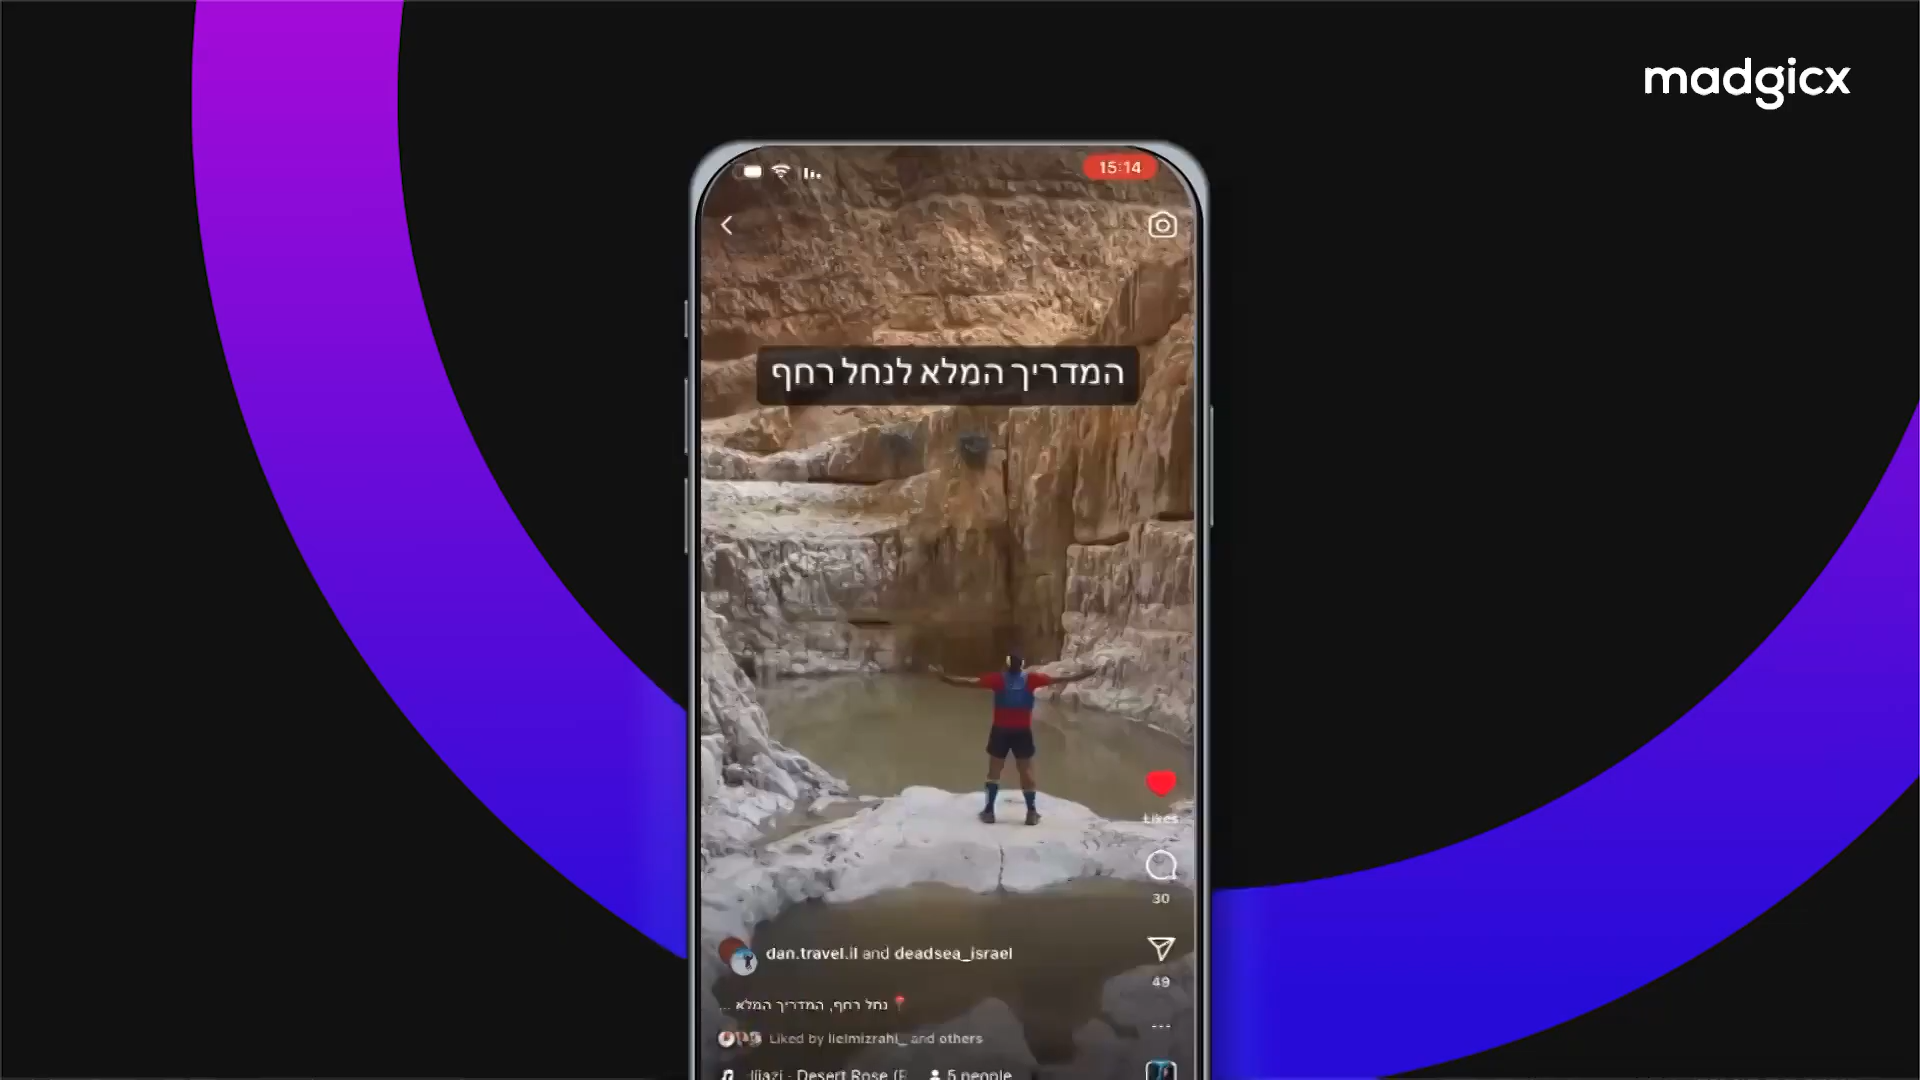 madgicx
15:14
המדריך המלא לנחל רחף
Likes
30
dan.travel.il and deadsea_israel
49
📍 נחל רחף, המדריך המלא ...
Liked by lielmizrahi_ and others
Desert Rose
5 people